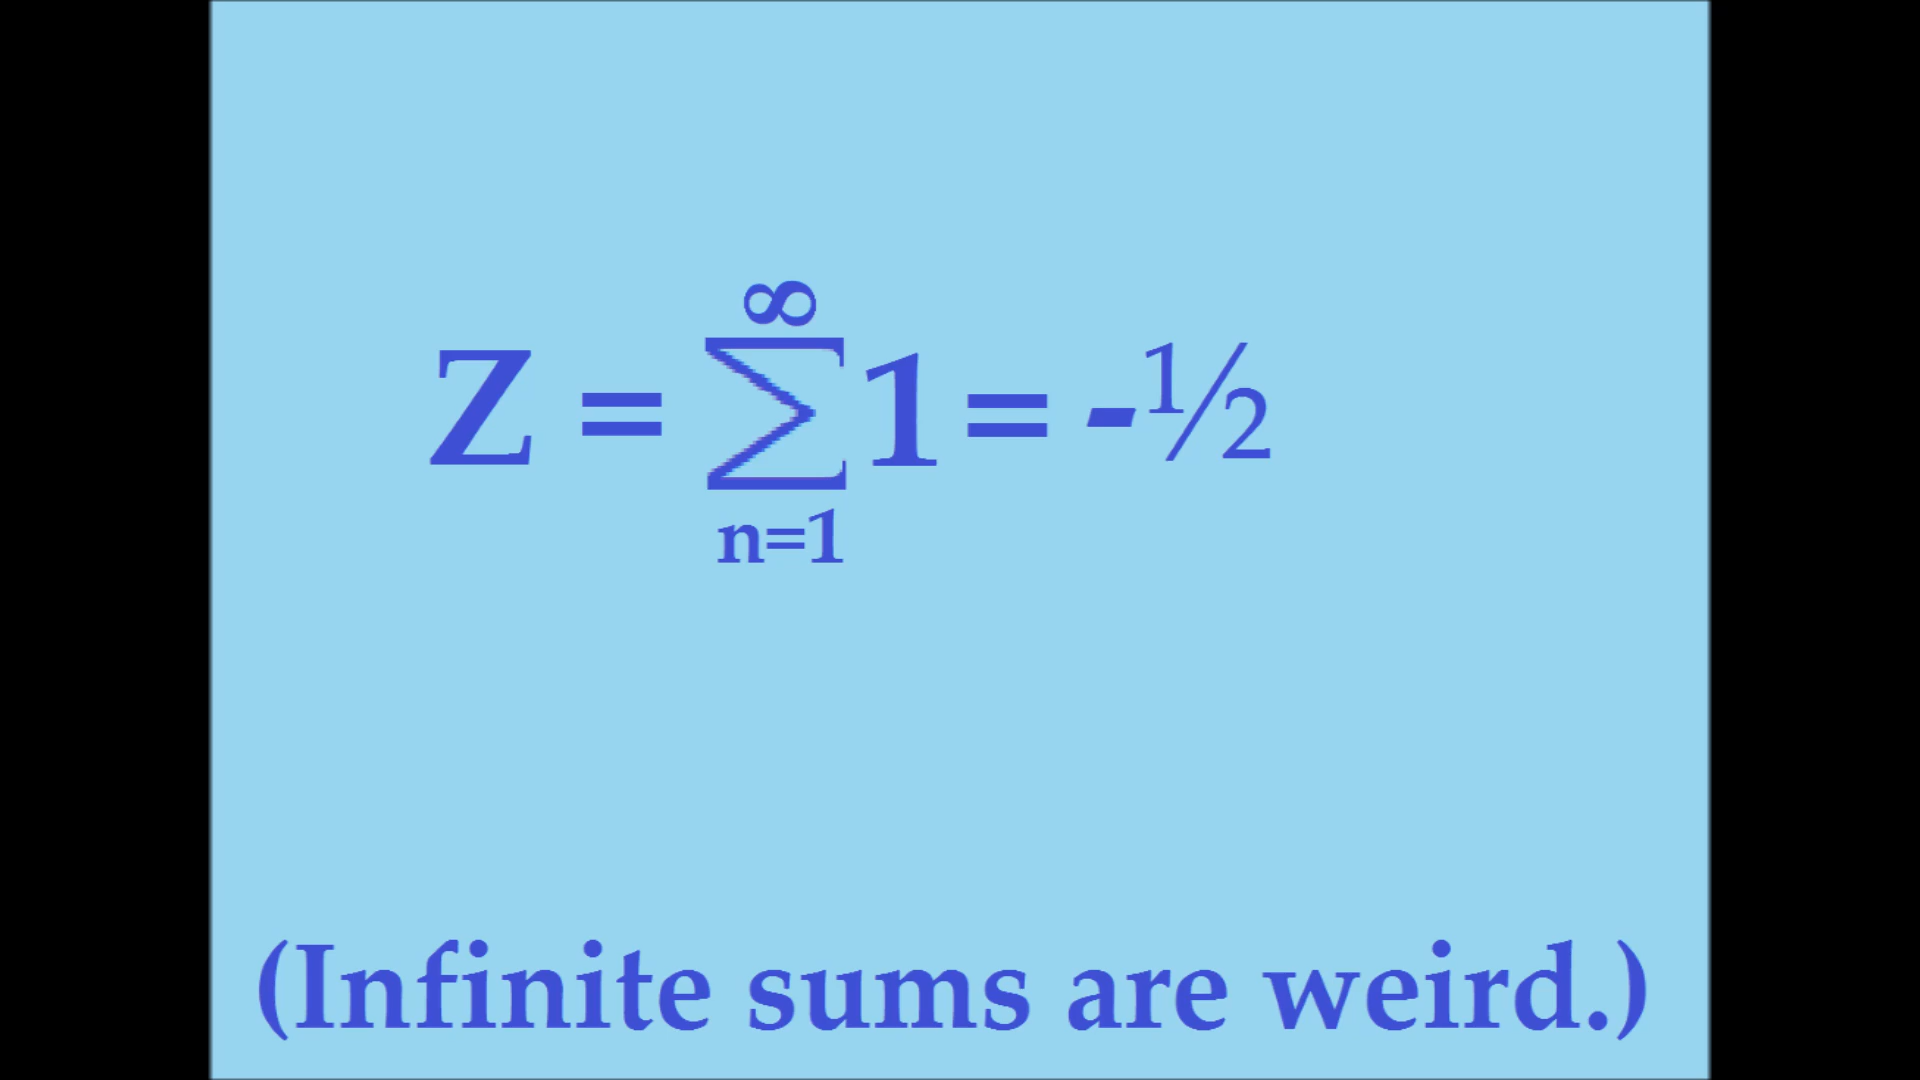 ∞
Z = ∑ 1 = -½
n=1
(Infinite sums are weird.)